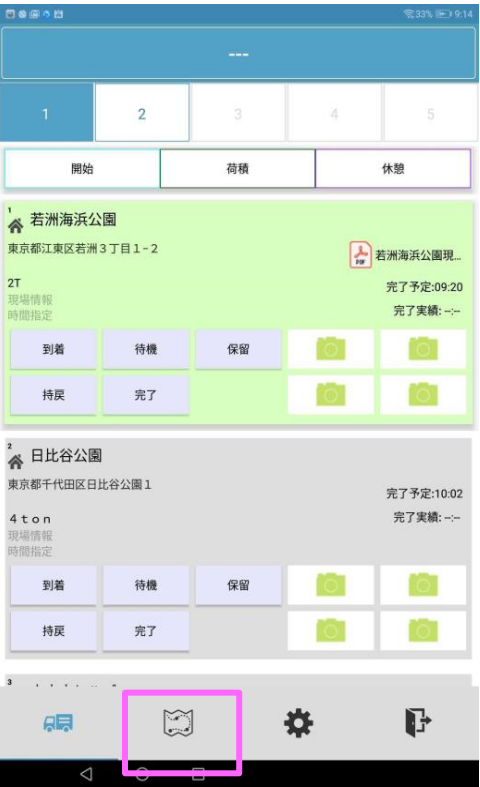 33% 9:14
---
1 2 3 4 5
開始 荷積 休憩
1
若洲海浜公園
東京都江東区若洲3丁目1-2
PDF 若洲海浜公園現...
2T
完了予定:09:20
現場情報
完了実績: --:--
時間指定
到着 待機 保留
持戻 完了
2
日比谷公園
東京都千代田区日比谷公園1
完了予定:10:02
4ton
完了実績: --:--
現場情報
時間指定
到着 待機 保留
持戻 完了
3